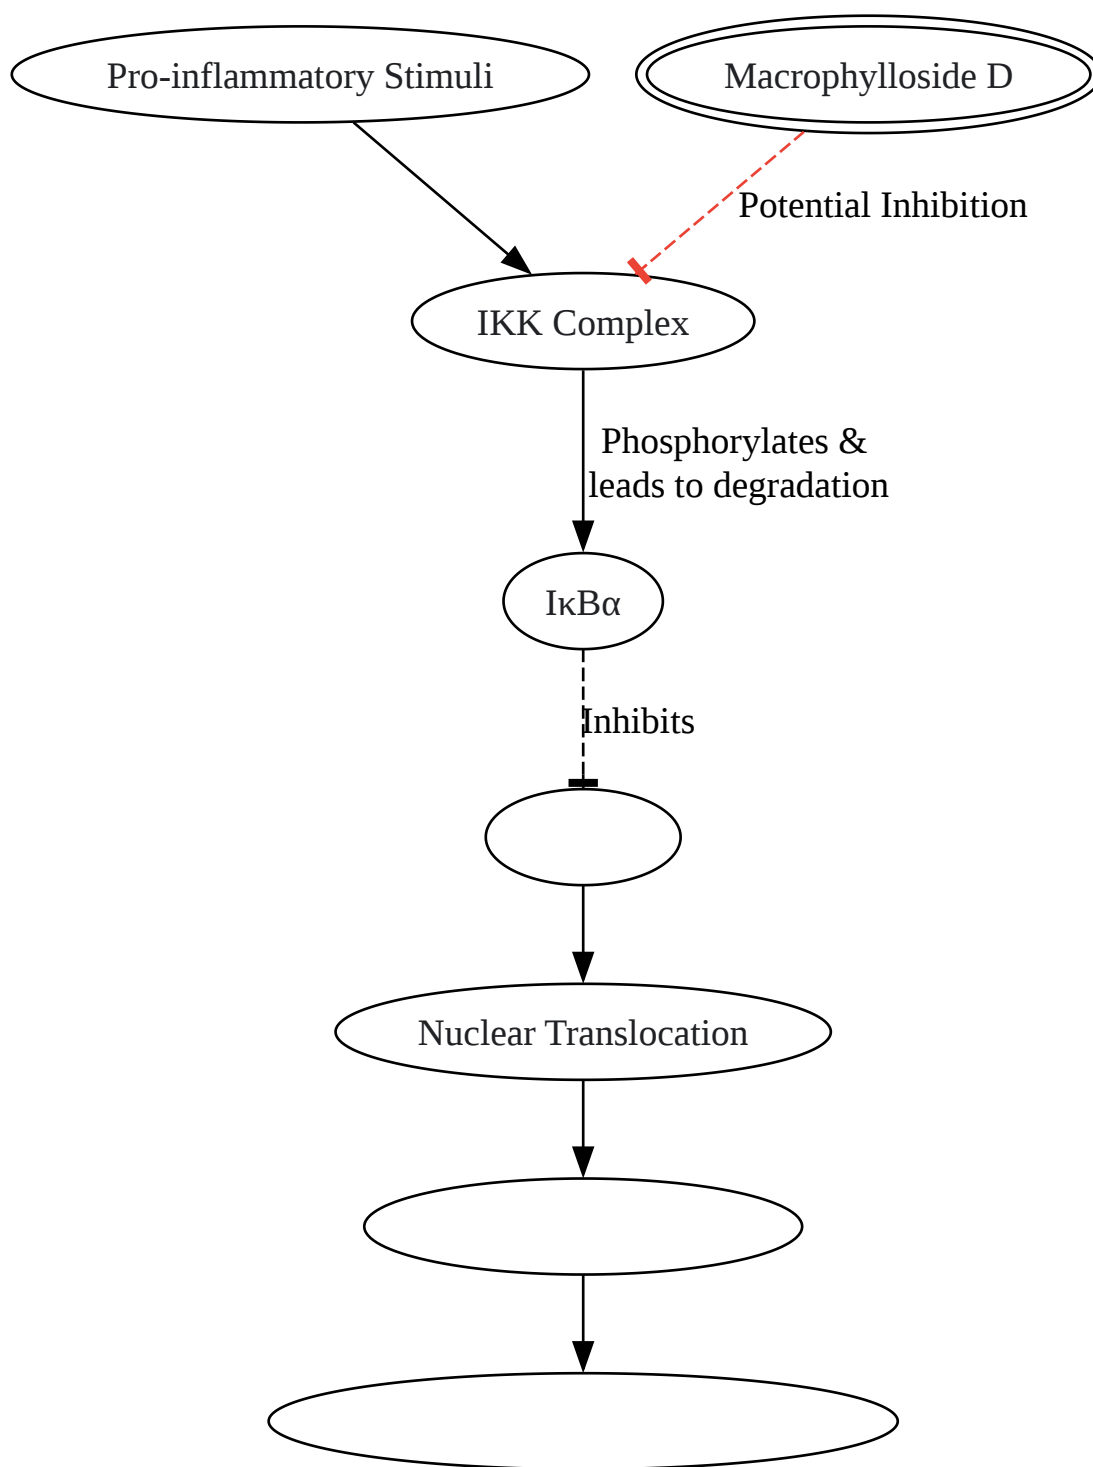 Pro-inflammatory Stimuli
Macrophylloside D
Potential Inhibition
IKK Complex
Phosphorylates &
leads to degradation
IκBα
Inhibits
Nuclear Translocation